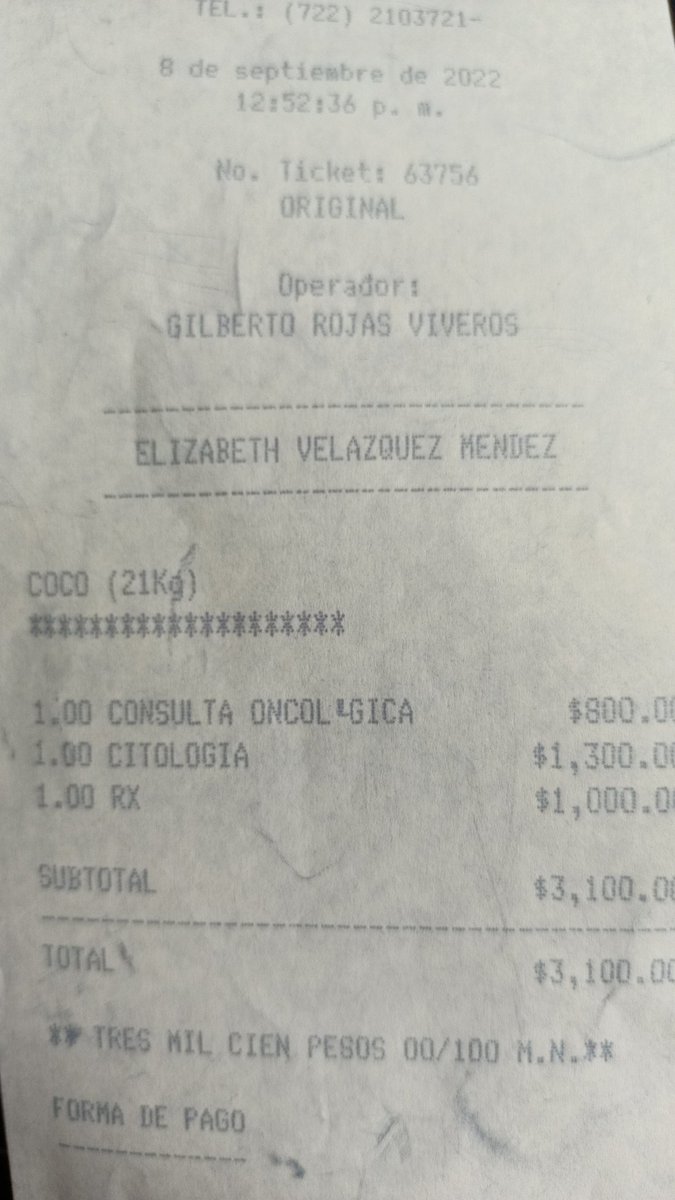 TEL.: (722) 2103721-
8 de septiembre de 2022
12:52:36 p. m.
No. Ticket: 63756
ORIGINAL
Operador:
GILBERTO ROJAS VIVEROS
ELIZABETH VELAZQUEZ MENDEZ
COCO (21Kg)
********************
1.00 CONSULTA ONCOL└GICA $800.00
1.00 CITOLOGIA $1,300.00
1.00 RX $1,000.00
SUBTOTAL $3,100.00
TOTAL $3,100.00
** TRES MIL CIEN PESOS 00/100 M.N.**
FORMA DE PAGO